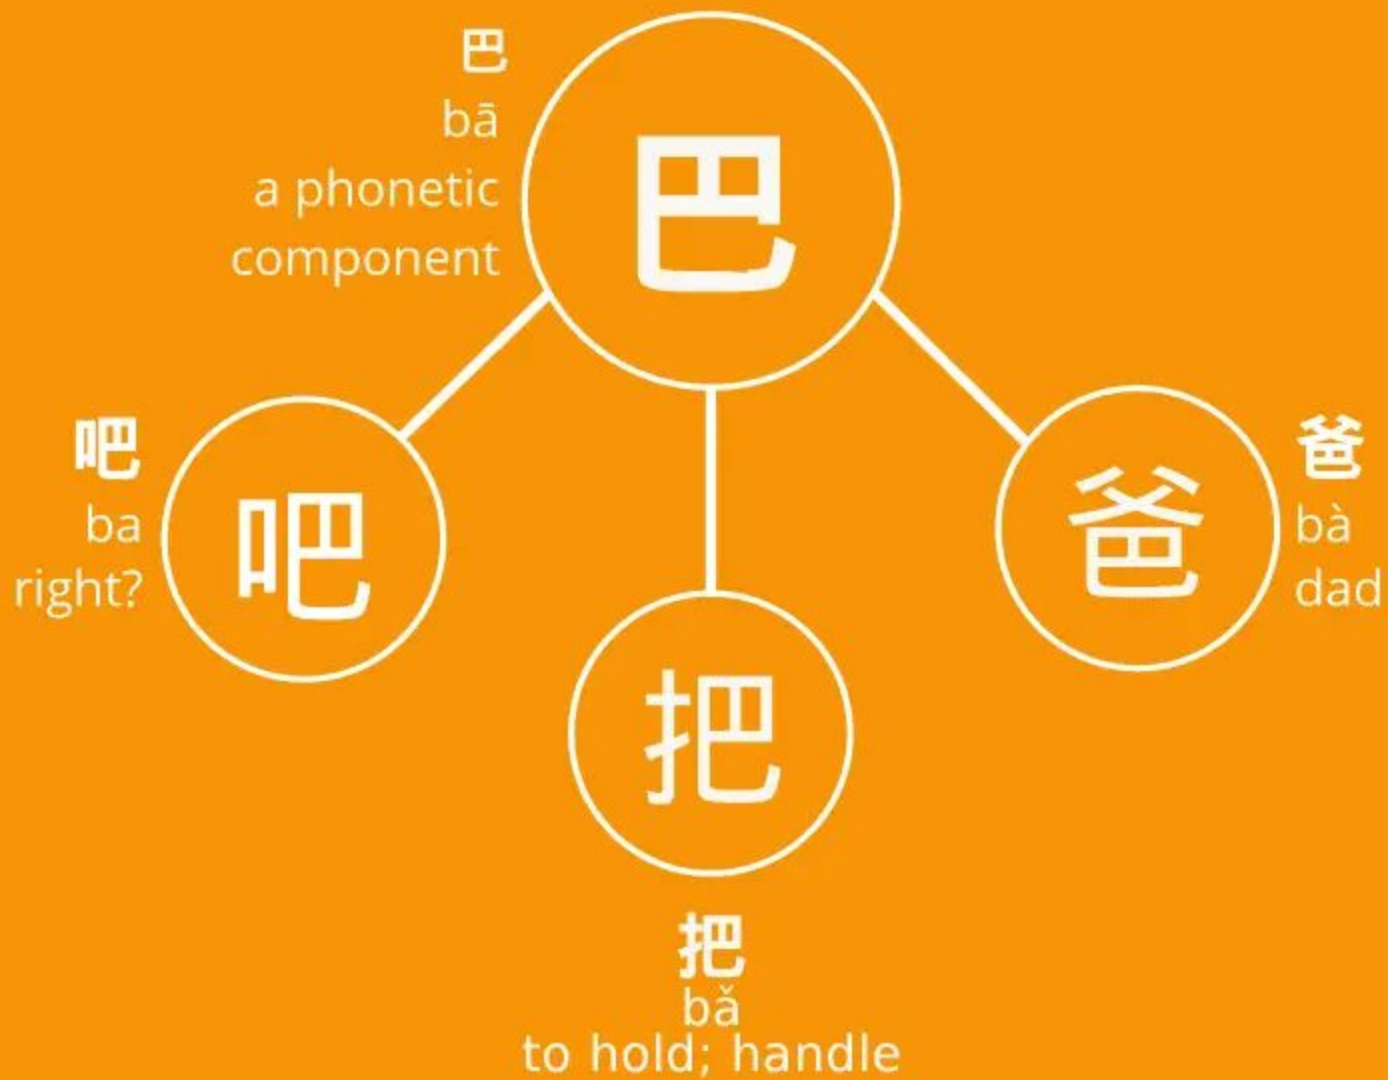 巴
bā
a phonetic
component
巴
吧
ba
right?
吧
爸
爸
bà
dad
把
把
bǎ
to hold; handle